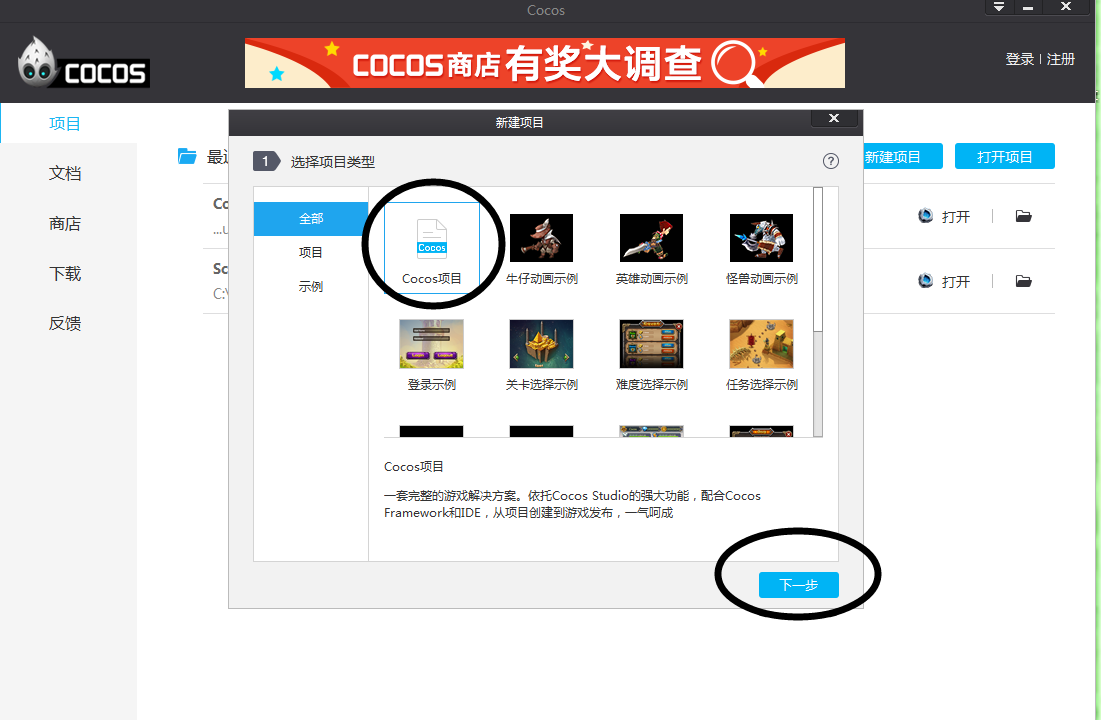 Cocos
COCOS
COCOS商店有奖大调查
登录 | 注册
项目
文档
商店
下载
反馈
最近
新建项目
打开项目
Co
...u
打开
Sc
C:\
打开
新建项目
1 选择项目类型
?
全部
项目
示例
Cocos
Cocos项目
牛仔动画示例
英雄动画示例
怪兽动画示例
登录示例
关卡选择示例
难度选择示例
任务选择示例
Cocos项目
一套完整的游戏解决方案。依托Cocos Studio的强大功能，配合Cocos
Framework和IDE，从项目创建到游戏发布，一气呵成
下一步